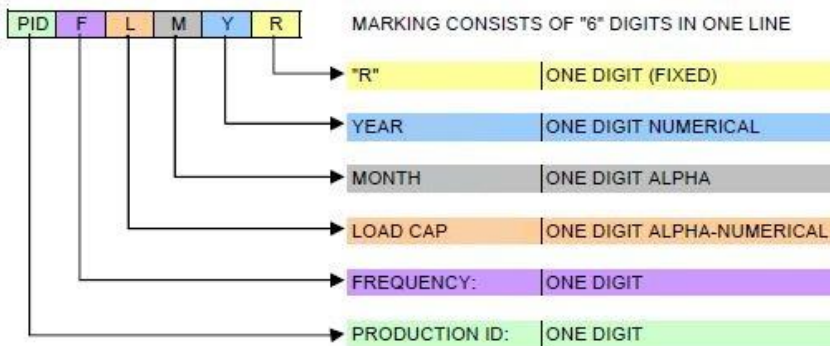 PID F L M Y R MARKING CONSISTS OF "6" DIGITS IN ONE LINE
"R" ONE DIGIT (FIXED)
YEAR ONE DIGIT NUMERICAL
MONTH ONE DIGIT ALPHA
LOAD CAP ONE DIGIT ALPHA-NUMERICAL
FREQUENCY: ONE DIGIT
PRODUCTION ID: ONE DIGIT